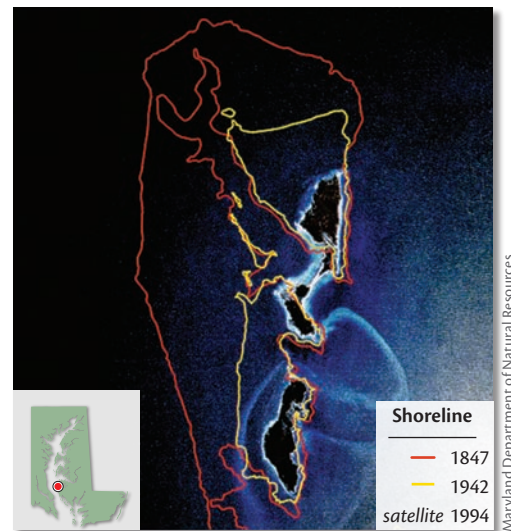 Shoreline
1847
1942
satellite 1994
Maryland Department of Natural Resources